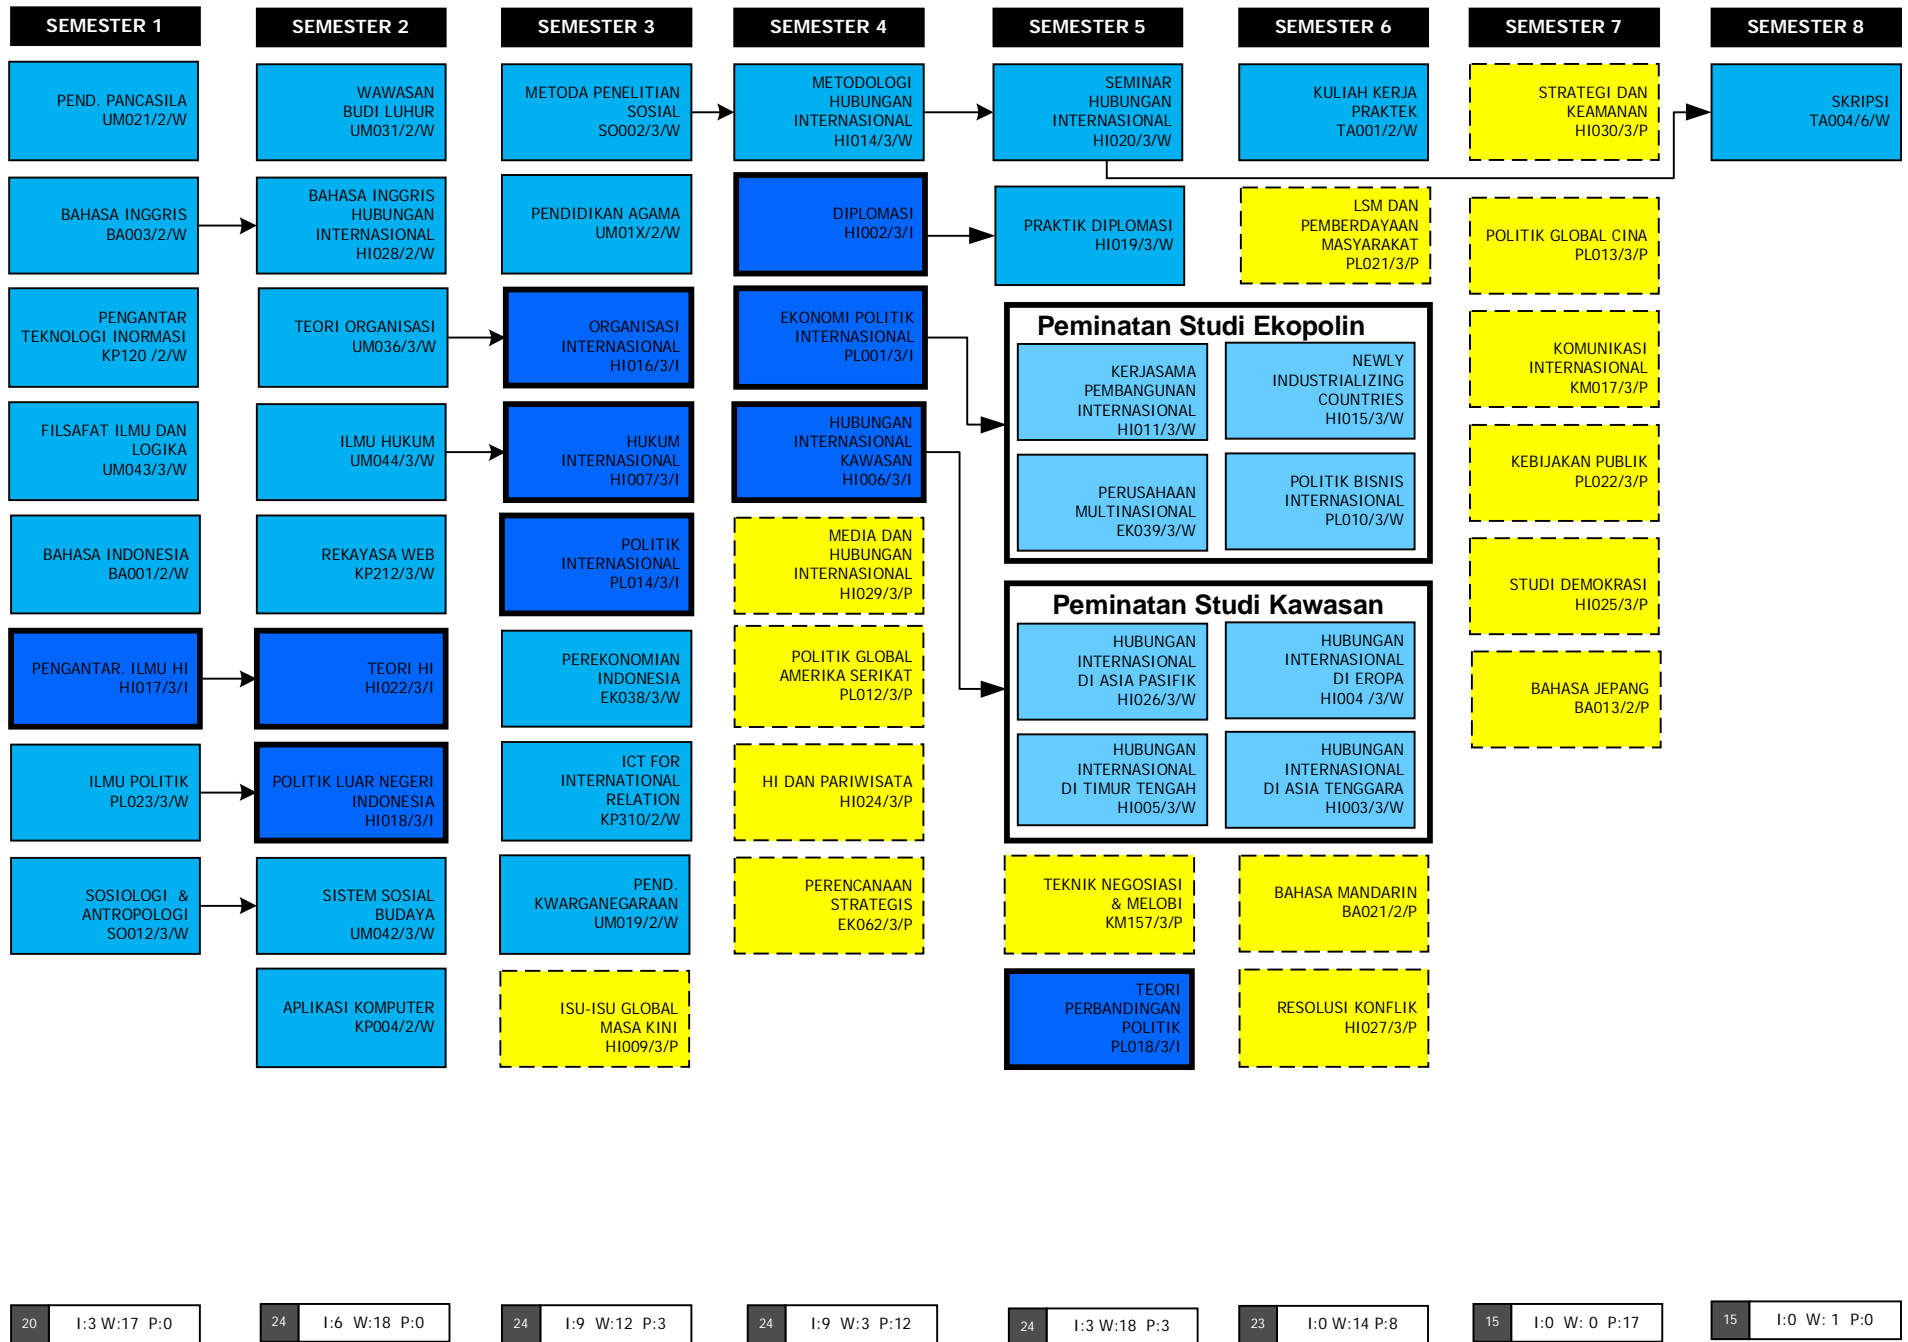 SEMESTER 1
PEND. PANCASILA
UM021/2/W
BAHASA INGGRIS
BA003/2/W
PENGANTAR
TEKNOLOGI INORMASI
KP120 /2/W
FILSAFAT ILMU DAN
LOGIKA
UM043/3/W
BAHASA INDONESIA
BA001/2/W
PENGANTAR. ILMU HI
HI017/3/I
ILMU POLITIK
PL023/3/W
SOSIOLOGI &
ANTROPOLOGI
SO012/3/W
20
I:3 W:17 P:0
SEMESTER 2
WAWASAN
BUDI LUHUR
UM031/2/W
BAHASA INGGRIS
HUBUNGAN
INTERNASIONAL
HI028/2/W
TEORI ORGANISASI
UM036/3/W
ILMU HUKUM
UM044/3/W
REKAYASA WEB
KP212/3/W
TEORI HI
HI022/3/I
POLITIK LUAR NEGERI
INDONESIA
HI018/3/I
SISTEM SOSIAL
BUDAYA
UM042/3/W
APLIKASI KOMPUTER
KP004/2/W
24
I:6 W:18 P:0
SEMESTER 3
METODA PENELITIAN
SOSIAL
SO002/3/W
PENDIDIKAN AGAMA
UM01X/2/W
ORGANISASI
INTERNASIONAL
HI016/3/I
HUKUM
INTERNASIONAL
HI007/3/I
POLITIK
INTERNASIONAL
PL014/3/I
PEREKONOMIAN
INDONESIA
EK038/3/W
ICT FOR
INTERNATIONAL
RELATION
KP310/2/W
PEND.
KWARGANEGARAAN
UM019/2/W
ISU-ISU GLOBAL
MASA KINI
HI009/3/P
24
I:9 W:12 P:3
SEMESTER 4
METODOLOGI
HUBUNGAN
INTERNASIONAL
HI014/3/W
DIPLOMASI
HI002/3/I
EKONOMI POLITIK
INTERNASIONAL
PL001/3/I
HUBUNGAN
INTERNASIONAL
KAWASAN
HI006/3/I
MEDIA DAN
HUBUNGAN
INTERNASIONAL
HI029/3/P
POLITIK GLOBAL
AMERIKA SERIKAT
PL012/3/P
HI DAN PARIWISATA
HI024/3/P
PERENCANAAN
STRATEGIS
EK062/3/P
24
I:9 W:3 P:12
SEMESTER 5
SEMINAR
HUBUNGAN
INTERNASIONAL
HI020/3/W
PRAKTIK DIPLOMASI
HI019/3/W
SEMESTER 6
KULIAH KERJA
PRAKTEK
TA001/2/W
LSM DAN
PEMBERDAYAAN
MASYARAKAT
PL021/3/P
Peminatan Studi Ekopolin
KERJASAMA
PEMBANGUNAN
INTERNASIONAL
HI011/3/W
NEWLY
INDUSTRIALIZING
COUNTRIES
HI015/3/W
PERUSAHAAN
MULTINASIONAL
EK039/3/W
POLITIK BISNIS
INTERNASIONAL
PL010/3/W
Peminatan Studi Kawasan
HUBUNGAN
INTERNASIONAL
DI ASIA PASIFIK
HI026/3/W
HUBUNGAN
INTERNASIONAL
DI EROPA
HI004 /3/W
HUBUNGAN
INTERNASIONAL
DI TIMUR TENGAH
HI005/3/W
HUBUNGAN
INTERNASIONAL
DI ASIA TENGGARA
HI003/3/W
TEKNIK NEGOSIASI
& MELOBI
KM157/3/P
TEORI
PERBANDINGAN
POLITIK
PL018/3/I
24
I:3 W:18 P:3
BAHASA MANDARIN
BA021/2/P
RESOLUSI KONFLIK
HI027/3/P
23
I:0 W:14 P:8
SEMESTER 7
STRATEGI DAN
KEAMANAN
HI030/3/P
POLITIK GLOBAL CINA
PL013/3/P
KOMUNIKASI
INTERNASIONAL
KM017/3/P
KEBIJAKAN PUBLIK
PL022/3/P
STUDI DEMOKRASI
HI025/3/P
BAHASA JEPANG
BA013/2/P
15
I:0 W: 0 P:17
SEMESTER 8
SKRIPSI
TA004/6/W
15
I:0 W: 1 P:0